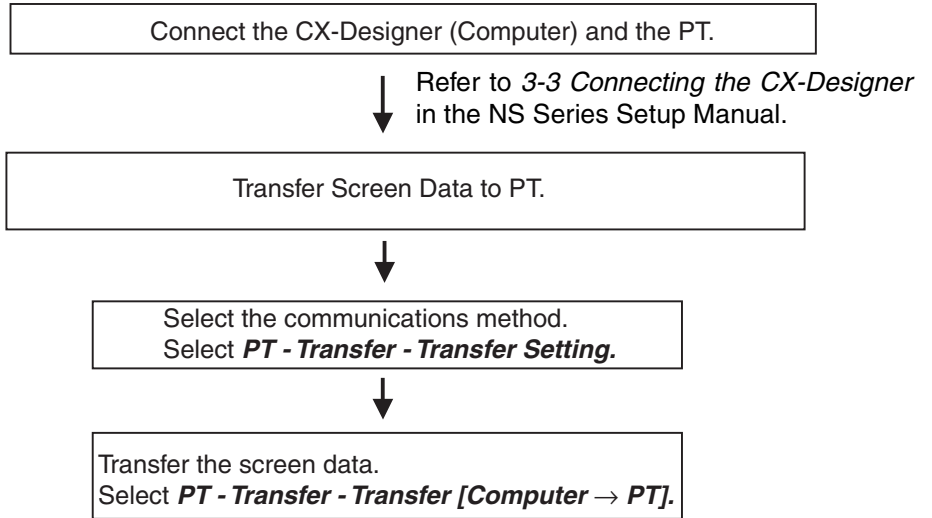 Connect the CX-Designer (Computer) and the PT.
Refer to 3-3 Connecting the CX-Designer
in the NS Series Setup Manual.
Transfer Screen Data to PT.
Select the communications method.
Select PT - Transfer - Transfer Setting.
Transfer the screen data.
Select PT - Transfer - Transfer [Computer → PT].